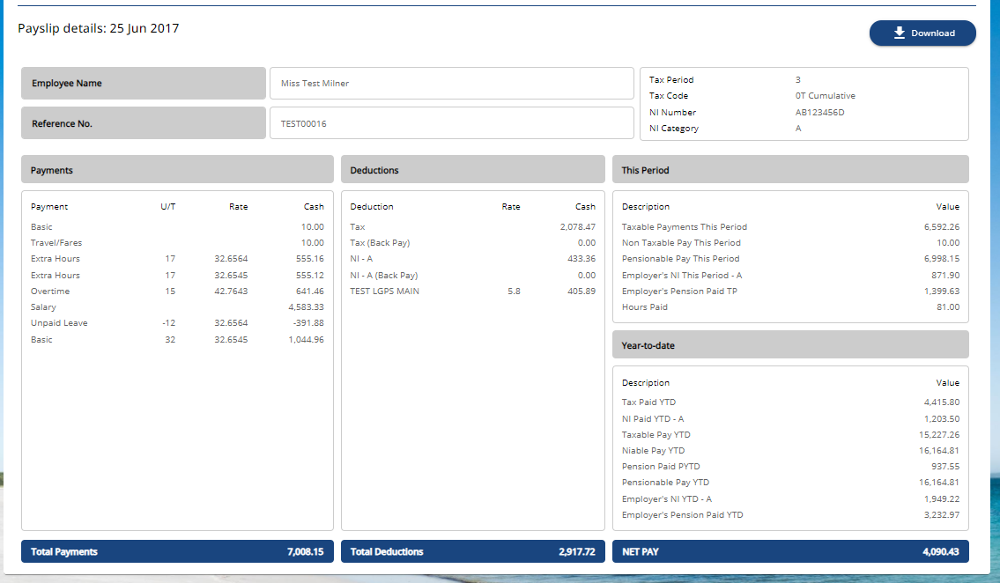 Payslip details: 25 Jun 2017
Download
Employee Name
Miss Test Milner
Reference No.
TEST00016
Tax Period 3
Tax Code 0T Cumulative
NI Number AB123456D
NI Category A
Payments
Payment U/T Rate Cash
Basic 10.00
Travel/Fares 10.00
Extra Hours 17 32.6564 555.16
Extra Hours 17 32.6545 555.12
Overtime 15 42.7643 641.46
Salary 4,583.33
Unpaid Leave -12 32.6564 -391.88
Basic 32 32.6545 1,044.96
Total Payments 7,008.15
Deductions
Deduction Rate Cash
Tax 2,078.47
Tax (Back Pay) 0.00
NI - A 433.36
NI - A (Back Pay) 0.00
TEST LGPS MAIN 5.8 405.89
Total Deductions 2,917.72
This Period
Description Value
Taxable Payments This Period 6,592.26
Non Taxable Pay This Period 10.00
Pensionable Pay This Period 6,998.15
Employer's NI This Period - A 871.90
Employer's Pension Paid TP 1,399.63
Hours Paid 81.00
Year-to-date
Description Value
Tax Paid YTD 4,415.80
NI Paid YTD - A 1,203.50
Taxable Pay YTD 15,227.26
Niable Pay YTD 16,164.81
Pension Paid PYTD 937.55
Pensionable Pay YTD 16,164.81
Employer's NI YTD - A 1,949.22
Employer's Pension Paid YTD 3,232.97
NET PAY 4,090.43